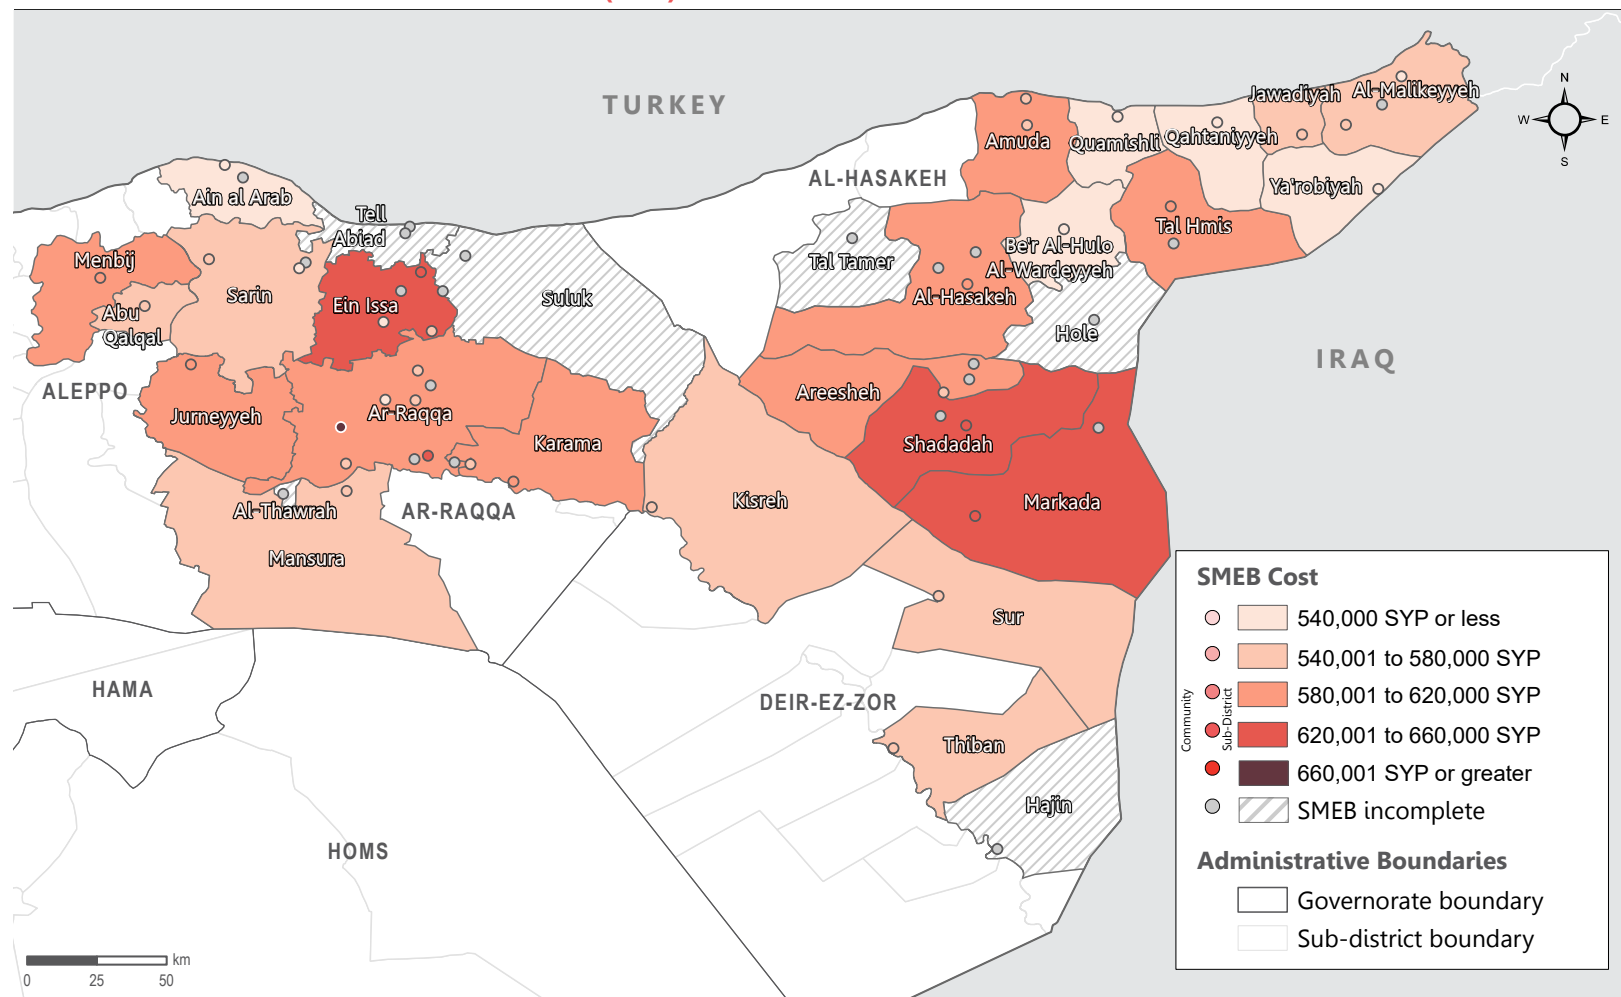 TURKEY
N
W
E
S
Jawadiyah
Al-Malikeyyeh
Amuda
Quamishli
Qahtaniyyeh
AL-HASAKEH
Ya'robiyah
Ain al Arab
Tell
Abiad
Tal Hmis
Be'r Al-Hulo
Al-Wardeyyeh
Tal Tamer
Menbij
Sarin
Suluk
Ein Issa
Al-Hasakeh
Abu
Qalqal
Hole
IRAQ
ALEPPO
Areesheh
Jurneyyeh
Ar-Raqqa
Karama
Shadadah
Markada
Kisreh
Al-Thawrah
AR-RAQQA
Mansura
Sur
HAMA
DEIR-EZ-ZOR
Thiban
Hajin
HOMS
SMEB Cost
Community
Sub-District
540,000 SYP or less
540,001 to 580,000 SYP
580,001 to 620,000 SYP
620,001 to 660,000 SYP
660,001 SYP or greater
SMEB incomplete
Administrative Boundaries
Governorate boundary
Sub-district boundary
km
0 25 50